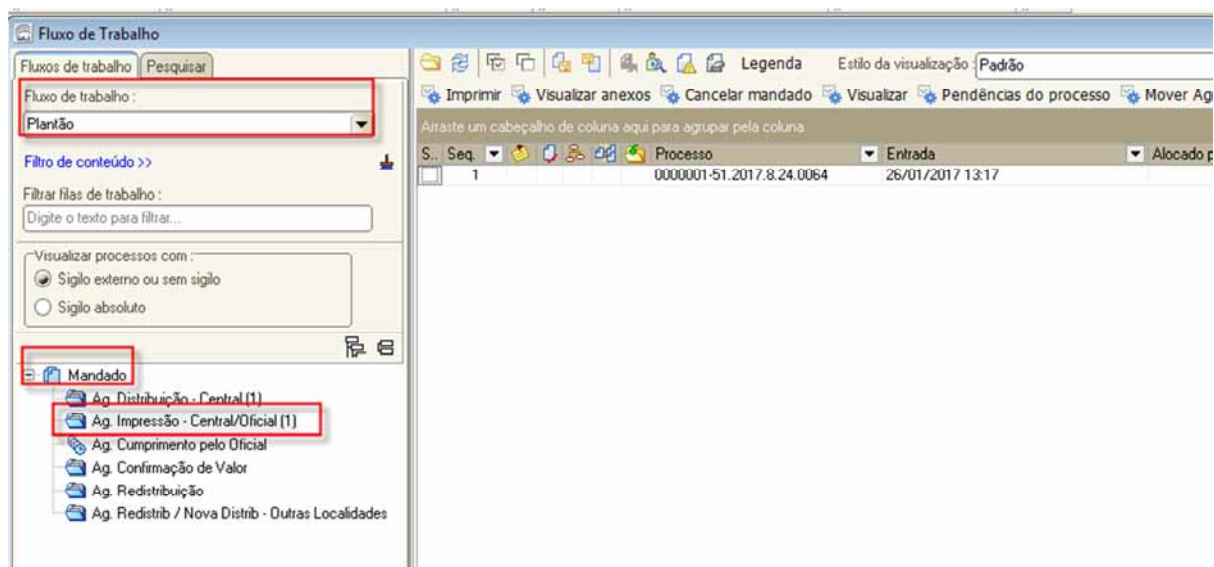 Fluxo de Trabalho
Fluxos de trabalho Pesquisar
Fluxo de trabalho :
Plantão
Filtro de conteúdo >>
Filtrar filas de trabalho :
Digite o texto para filtrar...
Visualizar processos com :
Sigilo externo ou sem sigilo
Sigilo absoluto
Mandado
Ag. Distribuição - Central (1)
Ag. Impressão - Central/Oficial (1)
Ag. Cumprimento pelo Oficial
Ag. Confirmação de Valor
Ag. Redistribuição
Ag. Redistrib / Nova Distrib - Outras Localidades
Legenda Estilo da visualização : Padrão
Imprimir Visualizar anexos Cancelar mandado Visualizar Pendências do processo Mover Ag
Arraste um cabeçalho de coluna aqui para agrupar pela coluna
S.. Seq. Processo Entrada Alocado p
1 0000001-51.2017.8.24.0064 26/01/2017 13:17